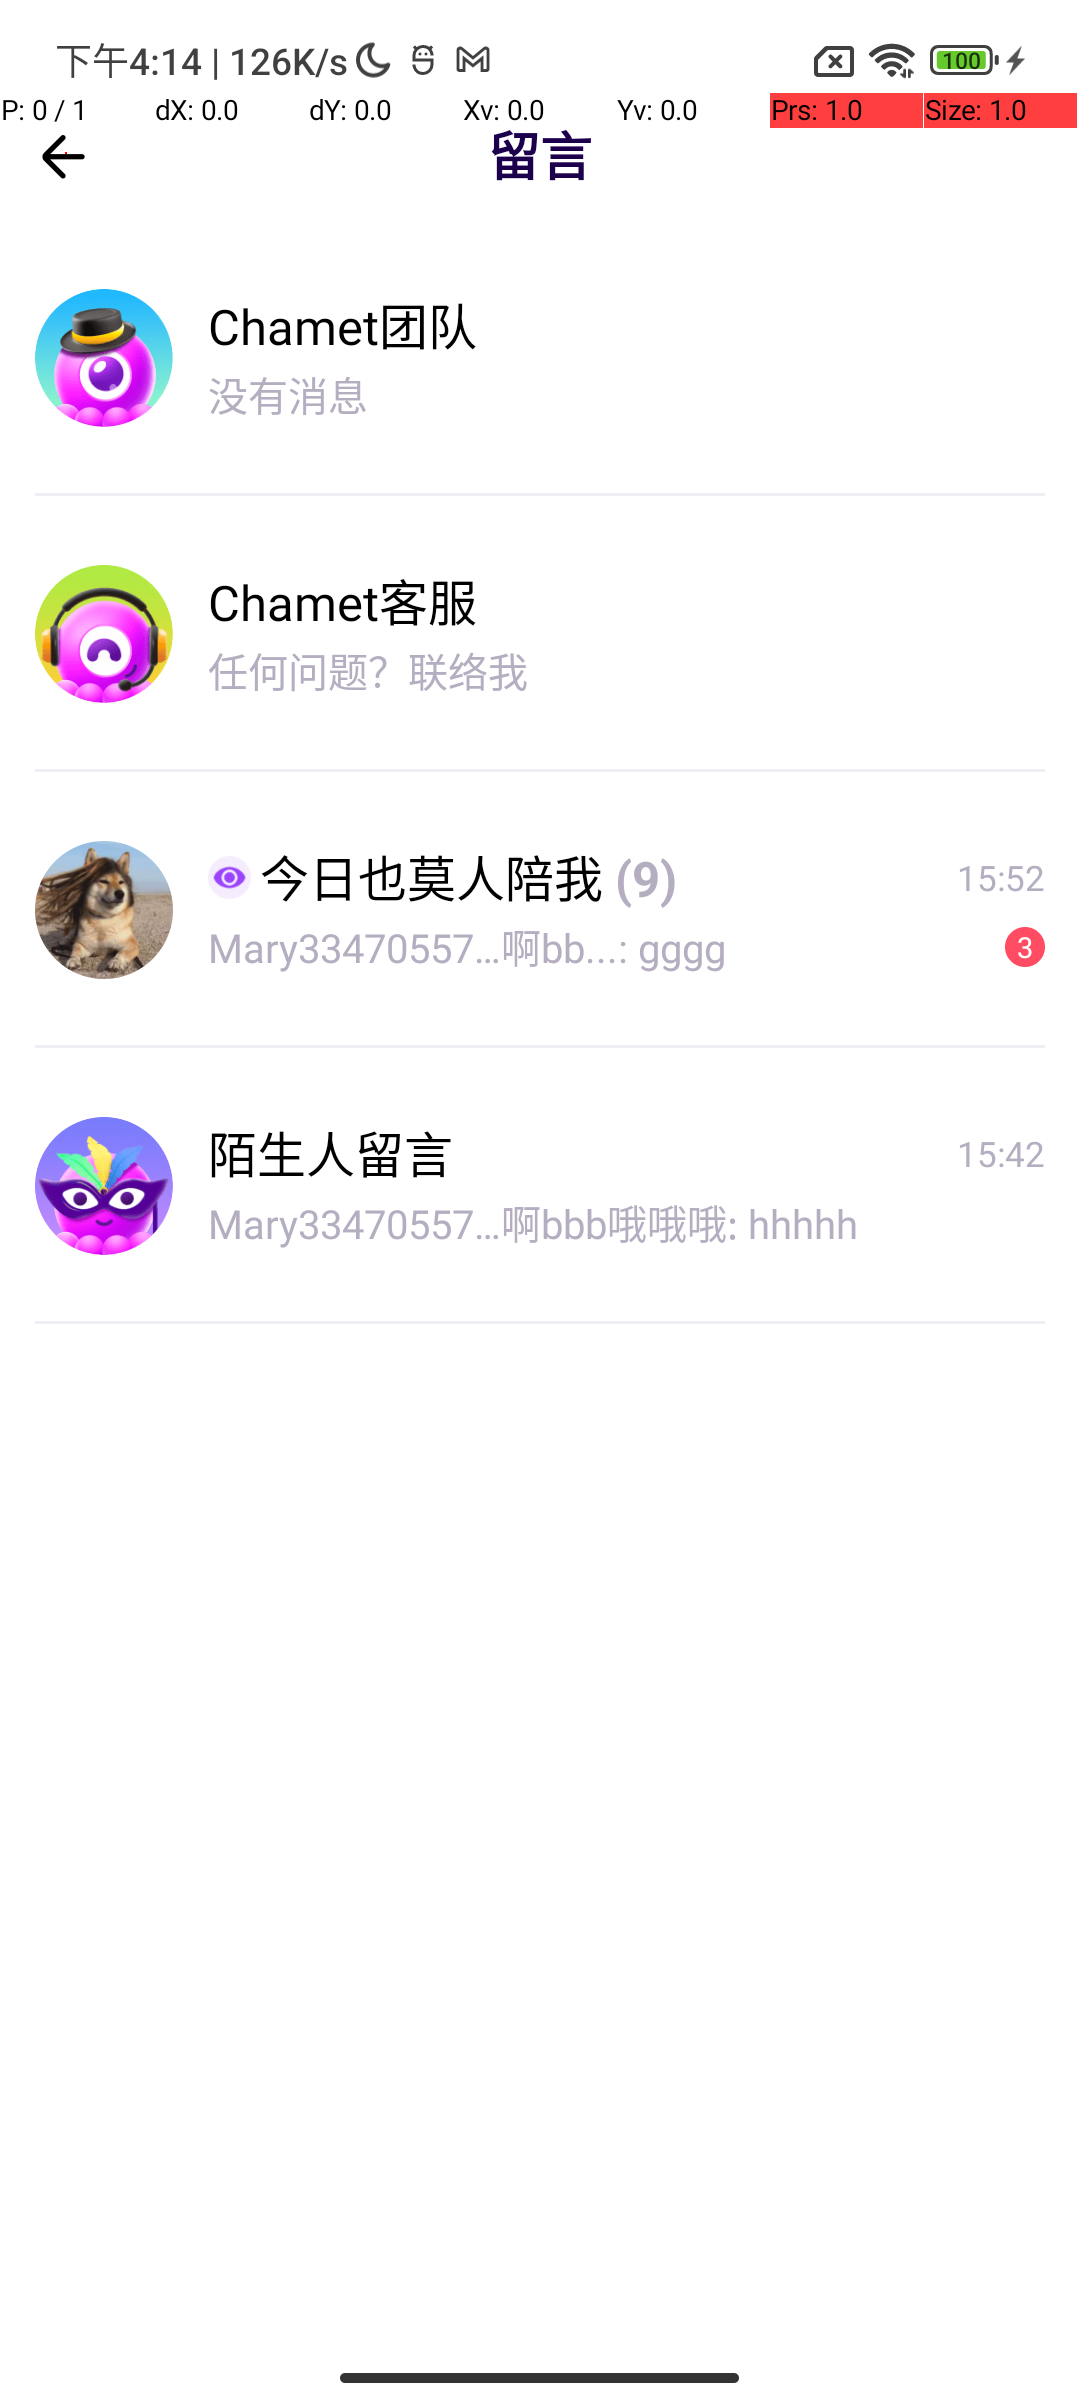 下午4:14 | 126K/s
100
P: 0 / 1 dX: 0.0 dY: 0.0 Xv: 0.0 Yv: 0.0 Prs: 1.0 Size: 1.0
留言
Chamet团队
没有消息
Chamet客服
任何问题？联络我
今日也莫人陪我 (9) 15:52
Mary33470557...啊bb...: gggg 3
陌生人留言 15:42
Mary33470557...啊bbb哦哦哦: hhhhh